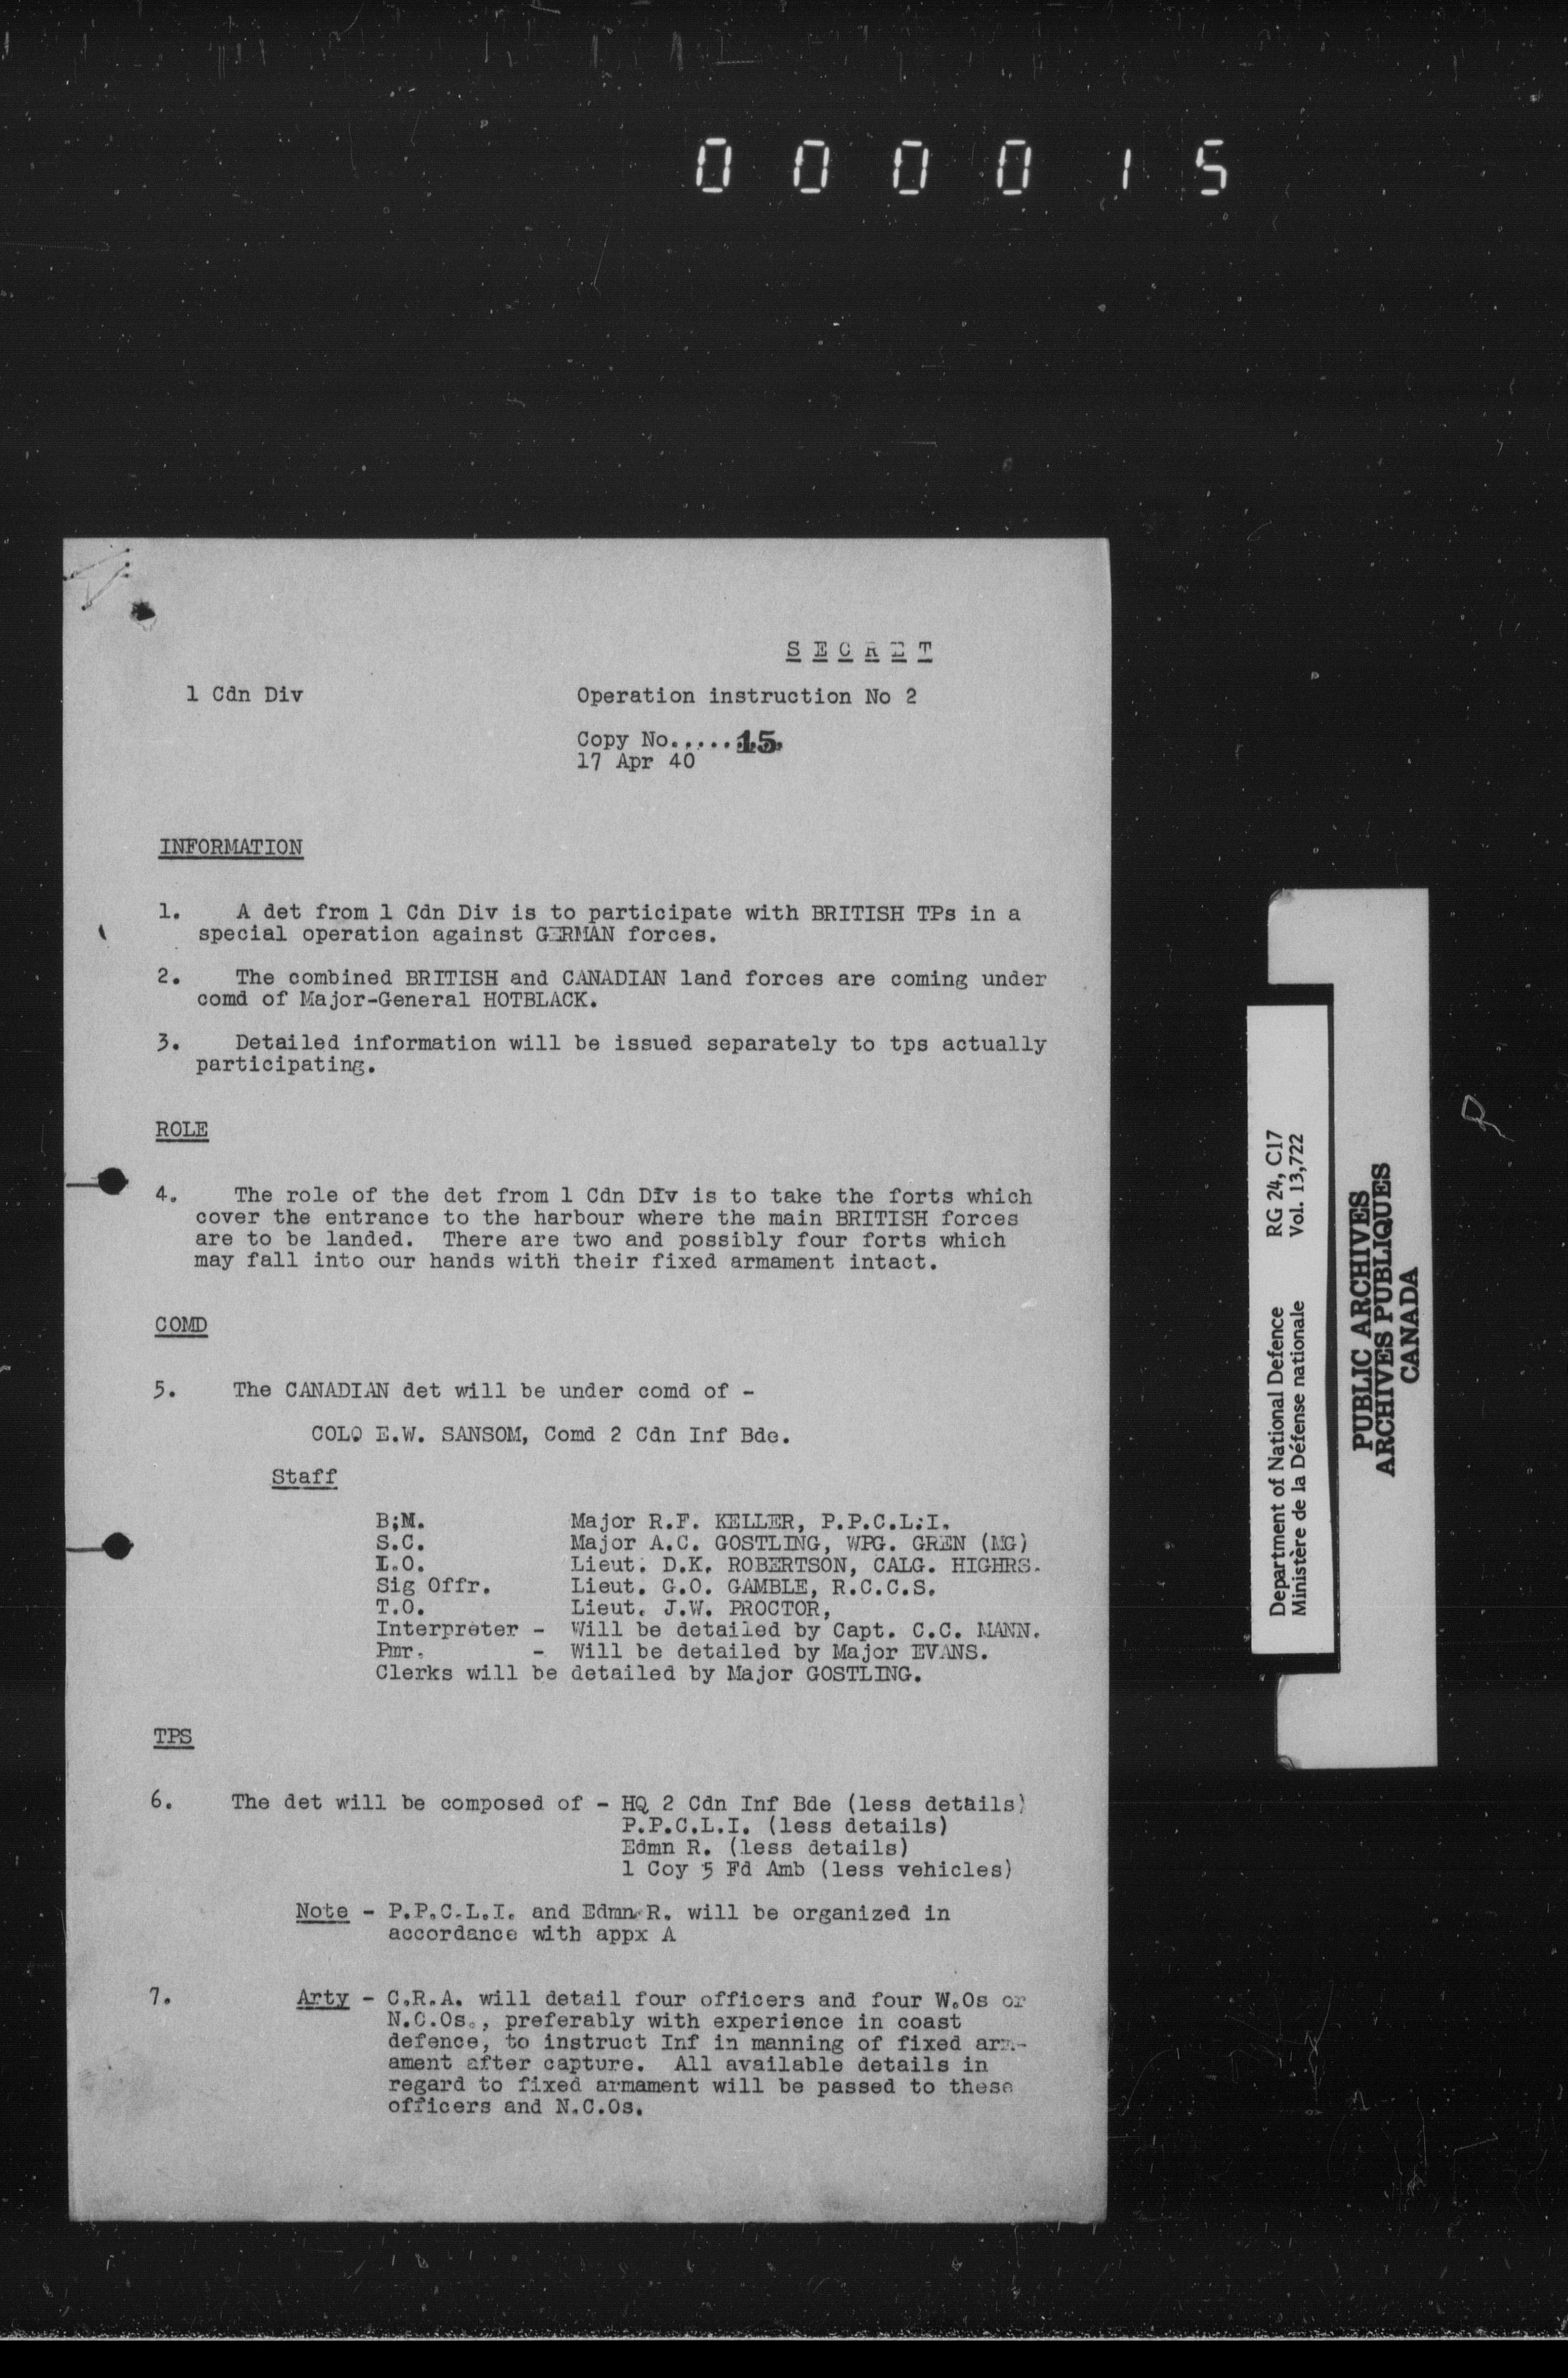 0 0 0 0 1 5
S E C R E T
1 Cdn Div
Operation instruction No 2
Copy No......15.
17 Apr 40
INFORMATION
1. A det from 1 Cdn Div is to participate with BRITISH TPs in a
special operation against GERMAN forces.
2. The combined BRITISH and CANADIAN land forces are coming under
comd of Major-General HOTBLACK.
3. Detailed information will be issued separately to tps actually
participating.
ROLE
4. The role of the det from 1 Cdn DIv is to take the forts which
cover the entrance to the harbour where the main BRITISH forces
are to be landed. There are two and possibly four forts which
may fall into our hands with their fixed armament intact.
COMD
5. The CANADIAN det will be under comd of -
COLO E.W. SANSOM, Comd 2 Cdn Inf Bde.
Staff
B;M. Major R.F. KELLER, P.P.C.L.I.
S.C. Major A.C. GOSTLING, WPG. GREN (MG)
L.O. Lieut. D.K. ROBERTSON, CALG. HIGHRS.
Sig Offr. Lieut. G.O. GAMBLE, R.C.C.S.
T.O. Lieut. J.W. PROCTOR,
Interpreter - Will be detailed by Capt. C.C. MANN.
Pmr. - Will be detailed by Major EVANS.
Clerks will be detailed by Major GOSTLING.
TPS
6. The det will be composed of - HQ 2 Cdn Inf Bde (less details)
P.P.C.L.I. (less details)
Edmn R. (less details)
1 Coy 5 Fd Amb (less vehicles)
Note - P.P.C.L.I. and Edmn R. will be organized in
accordance with appx A
7. Arty - C.R.A. will detail four officers and four W.Os or
N.C.Os., preferably with experience in coast
defence, to instruct Inf in manning of fixed arm-
ament after capture. All available details in
regard to fixed armament will be passed to these
officers and N.C.Os.
Department of National Defence RG 24, C17
Ministère de la Défense nationale Vol. 13,722
PUBLIC ARCHIVES
ARCHIVES PUBLIQUES
CANADA